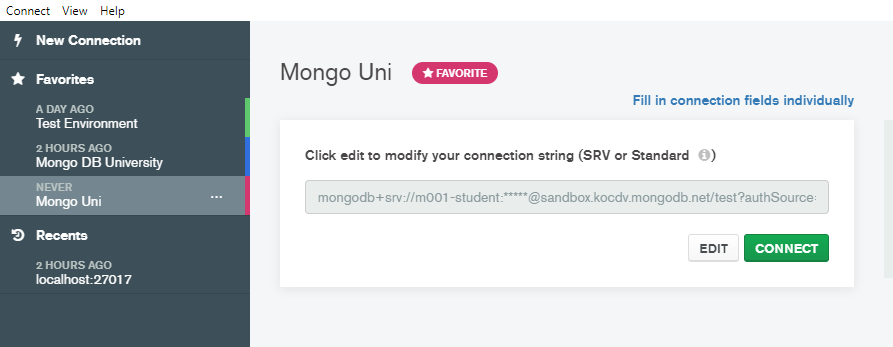 Connect View Help
New Connection
Favorites
A DAY AGO
Test Environment
2 HOURS AGO
Mongo DB University
NEVER
Mongo Uni
...
Recents
2 HOURS AGO
localhost:27017
Mongo Uni FAVORITE
Fill in connection fields individually
Click edit to modify your connection string (SRV or Standard i)
mongodb+srv://m001-student:*****@sandbox.kocdv.mongodb.net/test?authSource=
EDIT CONNECT